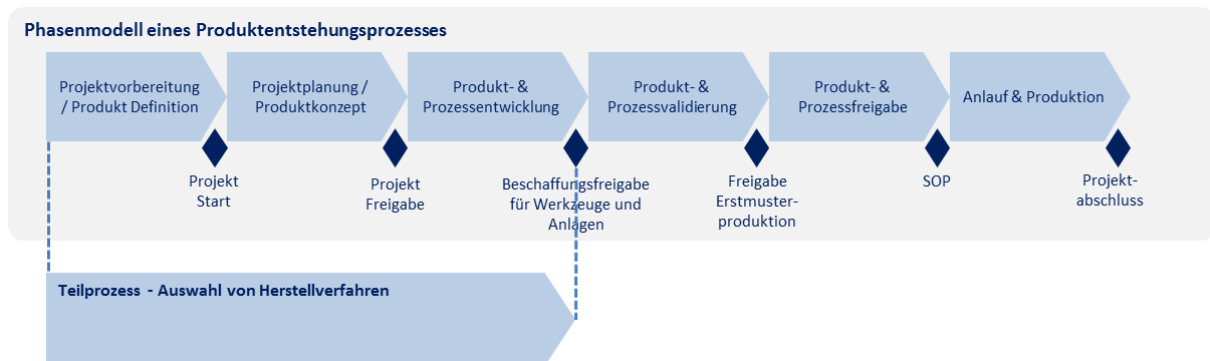 Phasenmodell eines Produktentstehungsprozesses
Projektvorbereitung
/ Produkt Definition
Projektplanung /
Produktkonzept
Produkt- &
Prozessentwicklung
Produkt- &
Prozessvalidierung
Produkt- &
Prozessfreigabe
Anlauf & Produktion
Projekt
Start
Projekt
Freigabe
Beschaffungsfreigabe
für Werkzeuge und
Anlagen
Freigabe
Erstmuster-
produktion
SOP
Projekt-
abschluss
Teilprozess - Auswahl von Herstellverfahren